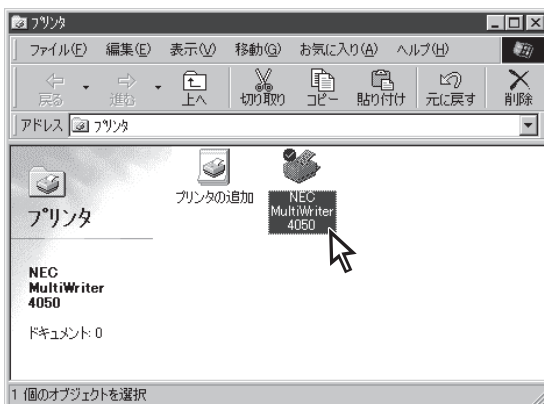 プリンタ
ファイル(F) 編集(E) 表示(V) 移動(G) お気に入り(A) ヘルプ(H)
戻る 進む 上へ 切り取り コピー 貼り付け 元に戻す 削除
アドレス プリンタ
プリンタ
プリンタの追加
NEC
MultiWriter
4050
NEC
MultiWriter
4050
ドキュメント: 0
1 個のオブジェクトを選択